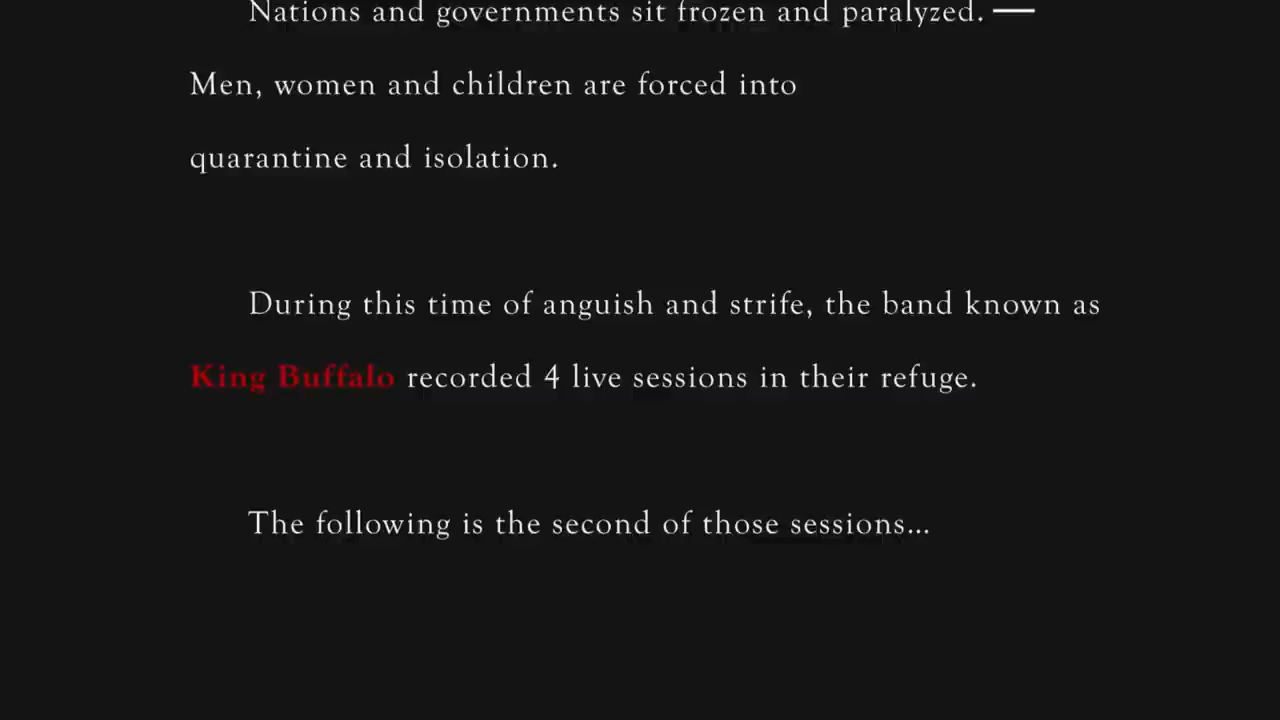 Nations and governments sit frozen and paralyzed. —
Men, women and children are forced into
quarantine and isolation.
During this time of anguish and strife, the band known as
King Buffalo recorded 4 live sessions in their refuge.
The following is the second of those sessions...